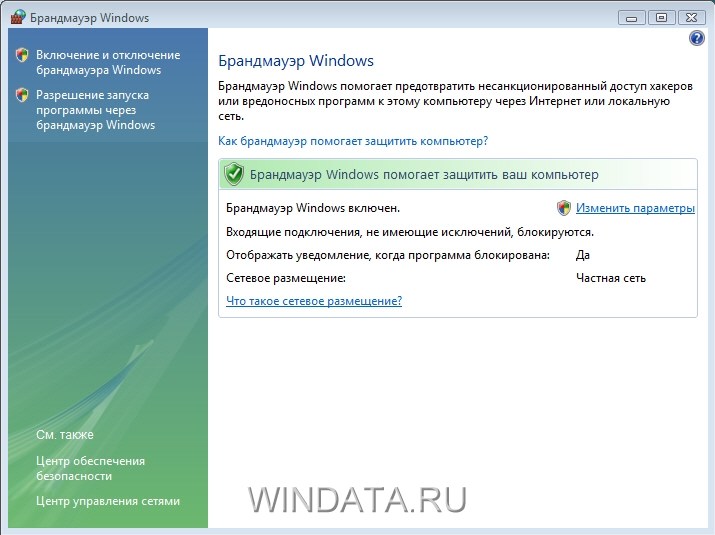 Брандмауэр Windows
Включение и отключение
брандмауэра Windows
Разрешение запуска
программы через
брандмауэр Windows
См. также
Центр обеспечения
безопасности
Центр управления сетями
?
Брандмауэр Windows
Брандмауэр Windows помогает предотвратить несанкционированный доступ хакеров
или вредоносных программ к этому компьютеру через Интернет или локальную
сеть.
Как брандмауэр помогает защитить компьютер?
Брандмауэр Windows помогает защитить ваш компьютер
Брандмауэр Windows включен. Изменить параметры
Входящие подключения, не имеющие исключений, блокируются.
Отображать уведомление, когда программа блокирована: Да
Сетевое размещение: Частная сеть
Что такое сетевое размещение?
WINDATA.RU